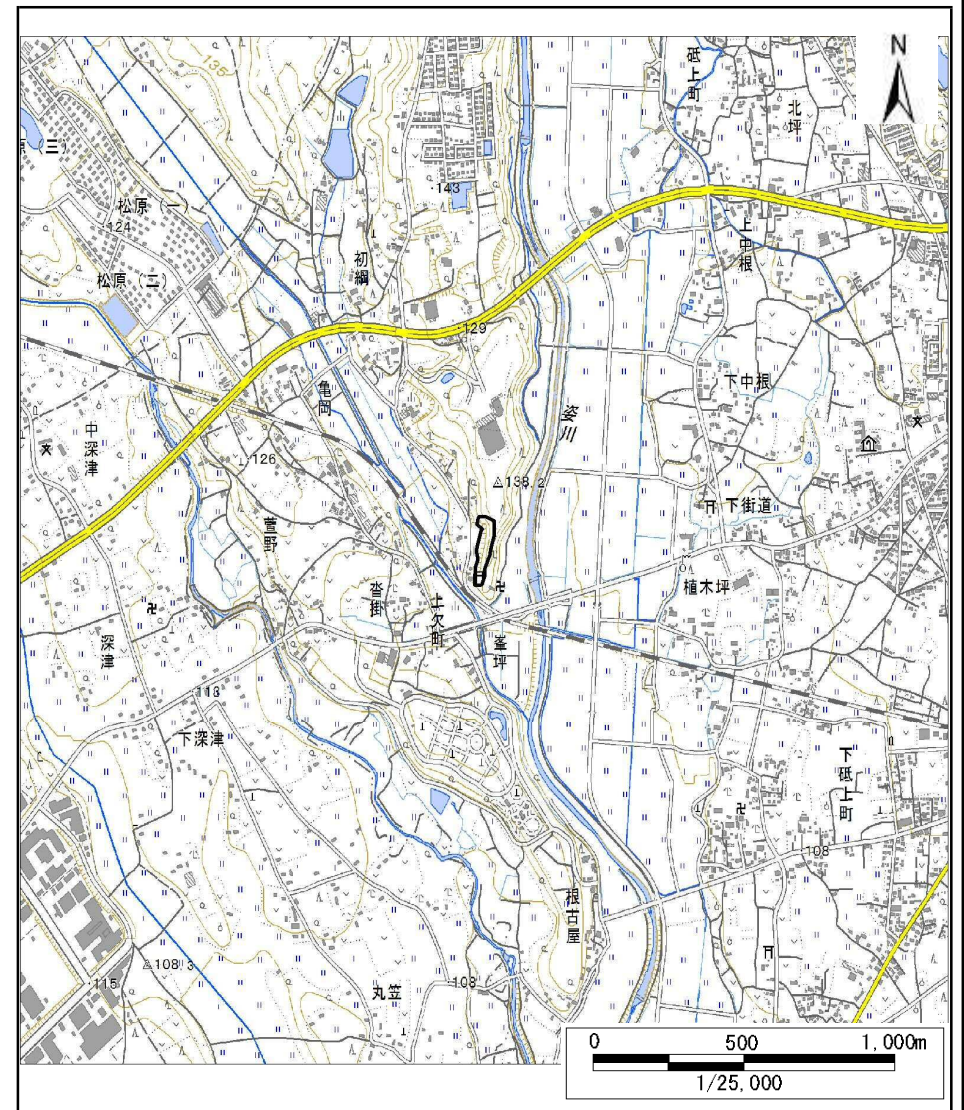 N
135
砥上町
北坪
(三)
松原(一)
124
143
初綱
上中根
松原(二)
129
亀岡
下中根
姿川
中深津
126
138.2
下街道
萱野
植木坪
沓掛
上欠町
峯坪
深津
113
下深津
下砥上町
108
根古屋
108.3
115
丸笠
108
0 500 1,000m
1/25,000